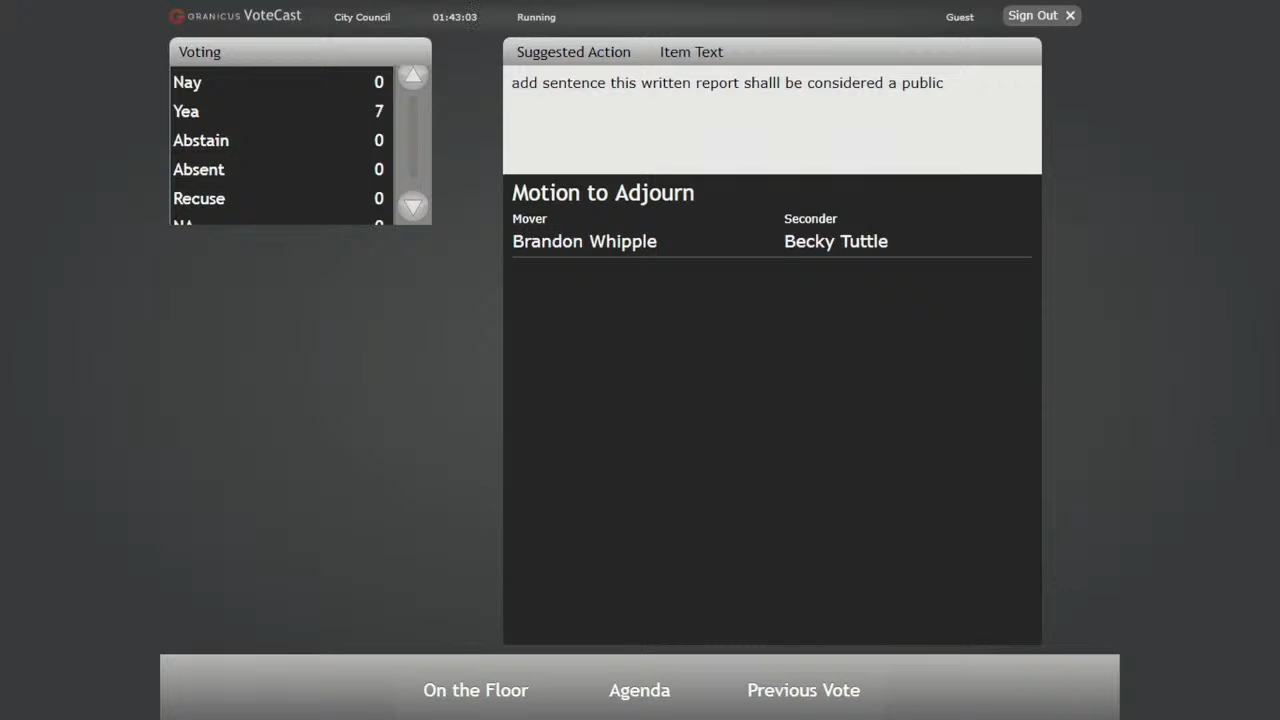 GRANICUS VoteCast City Council 01:43:03 Running Guest Sign Out X
Voting
Nay 0
Yea 7
Abstain 0
Absent 0
Recuse 0
NA 0
Suggested Action Item Text
add sentence this written report shalll be considered a public
Motion to Adjourn
Mover Seconder
Brandon Whipple Becky Tuttle
On the Floor Agenda Previous Vote